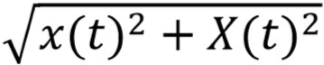 √x(t)² + X(t)²